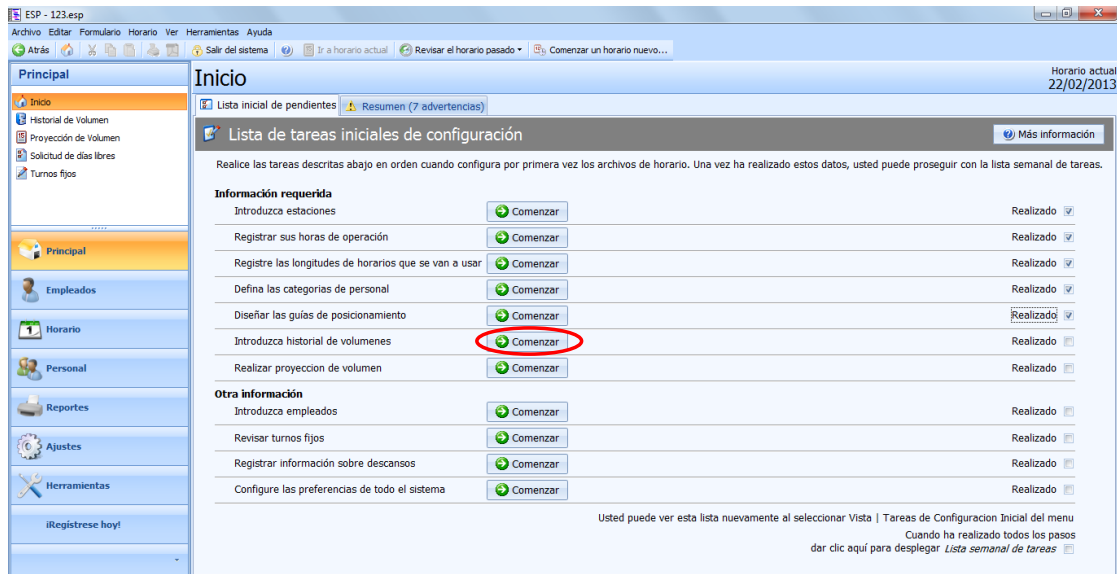 ESP - 123.esp
Archivo Editar Formulario Horario Ver Herramientas Ayuda
Atrás Salir del sistema Ir a horario actual Revisar el horario pasado Comenzar un horario nuevo...
Principal
Inicio
Historial de Volumen
Proyección de Volumen
Solicitud de días libres
Turnos fijos
Principal
Empleados
1 Horario
Personal
Reportes
Ajustes
Herramientas
¡Regístrese hoy!
Inicio
Horario actual
22/02/2013
Lista inicial de pendientes Resumen (7 advertencias)
Lista de tareas iniciales de configuración Más información
Realice las tareas descritas abajo en orden cuando configura por primera vez los archivos de horario. Una vez ha realizado estos datos, usted puede proseguir con la lista semanal de tareas.
Información requerida
Introduzca estaciones Comenzar Realizado
Registrar sus horas de operación Comenzar Realizado
Registre las longitudes de horarios que se van a usar Comenzar Realizado
Defina las categorias de personal Comenzar Realizado
Diseñar las guías de posicionamiento Comenzar Realizado
Introduzca historial de volumenes Comenzar Realizado
Realizar proyeccion de volumen Comenzar Realizado
Otra información
Introduzca empleados Comenzar Realizado
Revisar turnos fijos Comenzar Realizado
Registrar información sobre descansos Comenzar Realizado
Configure las preferencias de todo el sistema Comenzar Realizado
Usted puede ver esta lista nuevamente al seleccionar Vista | Tareas de Configuracion Inicial del menu
Cuando ha realizado todos los pasos
dar clic aquí para desplegar Lista semanal de tareas